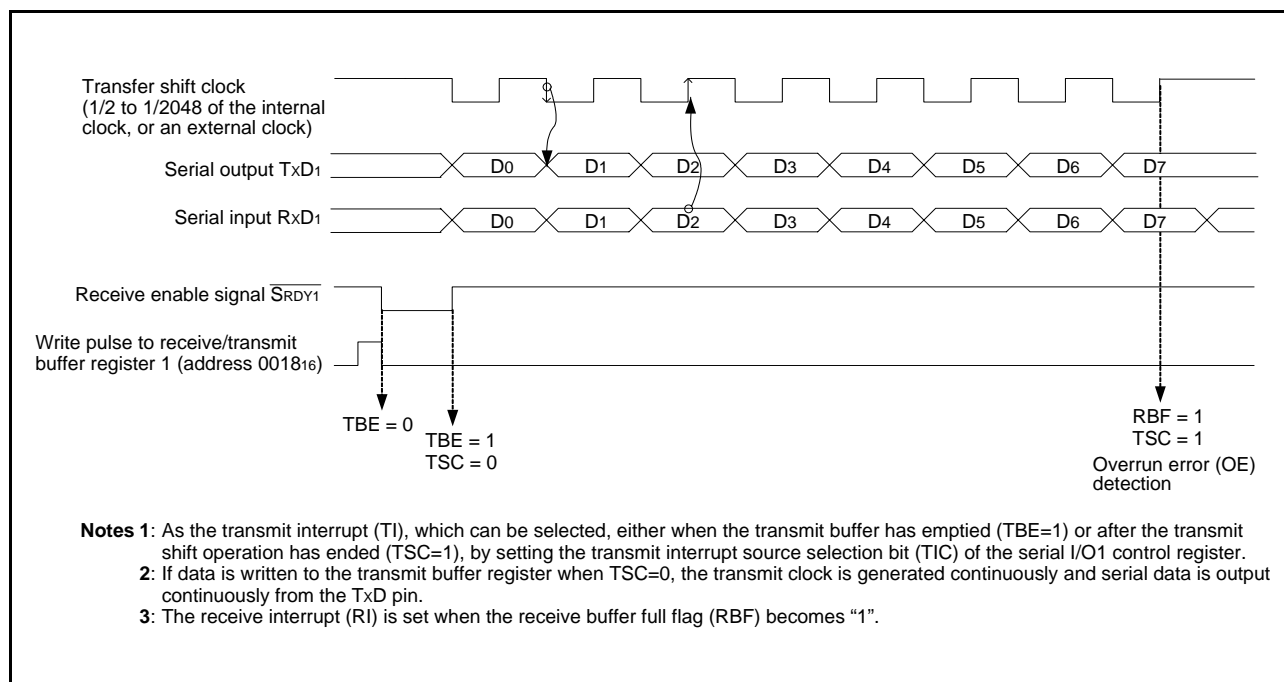 Transfer shift clock
(1/2 to 1/2048 of the internal
clock, or an external clock)
Serial output TxD1
D0 D1 D2 D3 D4 D5 D6 D7
Serial input RxD1
D0 D1 D2 D3 D4 D5 D6 D7
Receive enable signal SRDY1
Write pulse to receive/transmit
buffer register 1 (address 001816)
TBE = 0
TBE = 1
TSC = 0
RBF = 1
TSC = 1
Overrun error (OE)
detection
Notes 1: As the transmit interrupt (TI), which can be selected, either when the transmit buffer has emptied (TBE=1) or after the transmit
shift operation has ended (TSC=1), by setting the transmit interrupt source selection bit (TIC) of the serial I/O1 control register.
2: If data is written to the transmit buffer register when TSC=0, the transmit clock is generated continuously and serial data is output
continuously from the TxD pin.
3: The receive interrupt (RI) is set when the receive buffer full flag (RBF) becomes “1”.